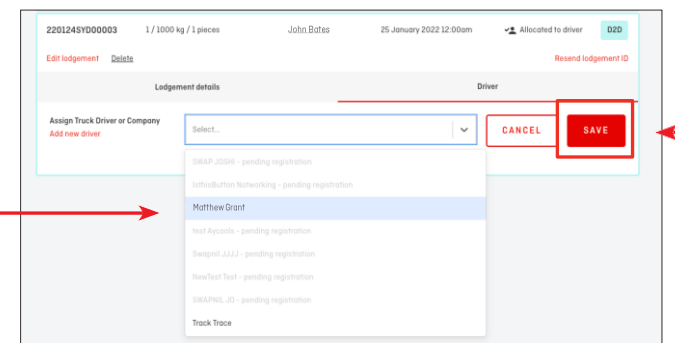 220124SYD00003 1 / 1000 kg / 1 pieces John Bates 25 January 2022 12:00am Allocated to driver D2D
Edit lodgement Delete Resend lodgement ID
Lodgement details Driver
Assign Truck Driver or Company
Add new driver
Select... CANCEL SAVE
SWAP JOSHI - pending registration
Networking - pending registration
Matthew Grant
test Aycools - pending registration
Swapnil JJJJ - pending registration
NewTest Test - pending registration
SWAPNIL JD - pending registration
Track Trace